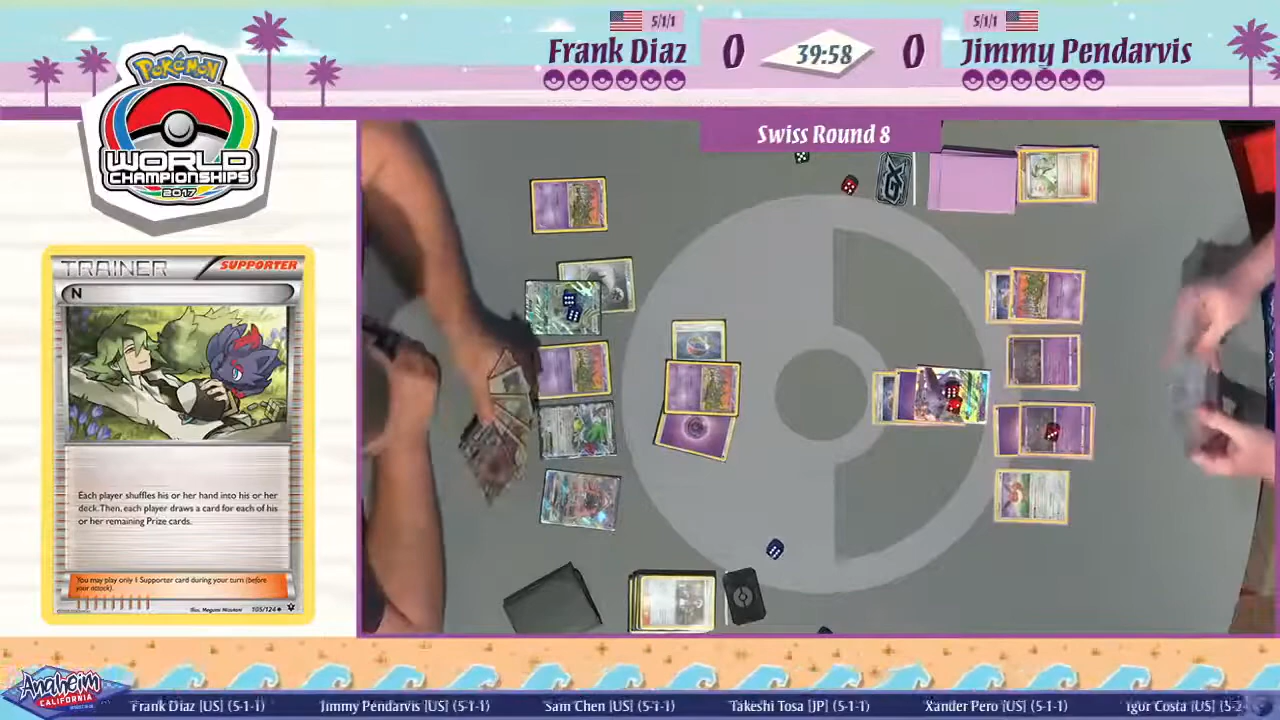 5/1/1
5/1/1
Frank Diaz
0
39:58
0
Jimmy Pendarvis
Swiss Round 8
POKéMON
WORLD
CHAMPIONSHIPS
2017
GX
TRAINER
SUPPORTER
N
Each player shuffles his or her hand into his or her
deck.Then, each player draws a card for each of his
or her remaining Prize cards.
You may play only 1 Supporter card during your turn (before
your attack).
105/124
Anaheim
CALIFORNIA
Frank Diaz [US] (5-1-1)
Jimmy Pendarvis [US] (5-1-1)
Sam Chen [US] (5-1-1)
Takeshi Tosa [JP] (5-1-1)
Xander Pero [US] (5-1-1)
Igor Costa [US] (5-2-